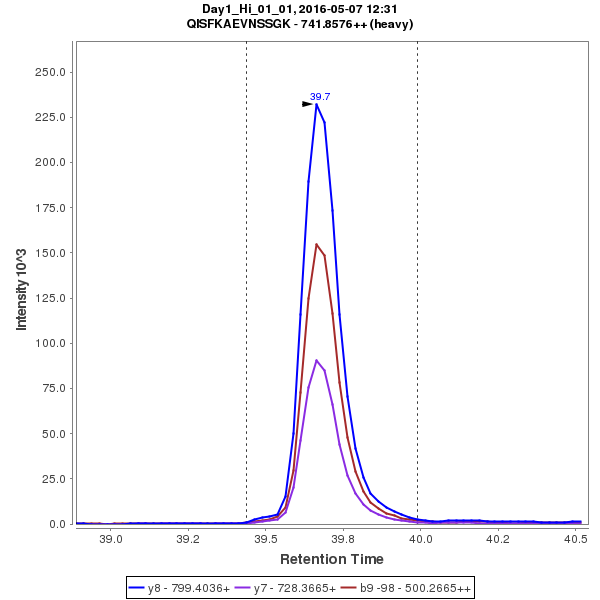 Day1_Hi_01_01, 2016-05-07 12:31
QISFKAEVNSSGK - 741.8576++ (heavy)
39.7
250.0
225.0
200.0
175.0
150.0
125.0
100.0
75.0
50.0
25.0
0.0
Intensity 10^3
39.0 39.2 39.5 39.8 40.0 40.2 40.5
Retention Time
y8 - 799.4036+ y7 - 728.3665+ b9 -98 - 500.2665++